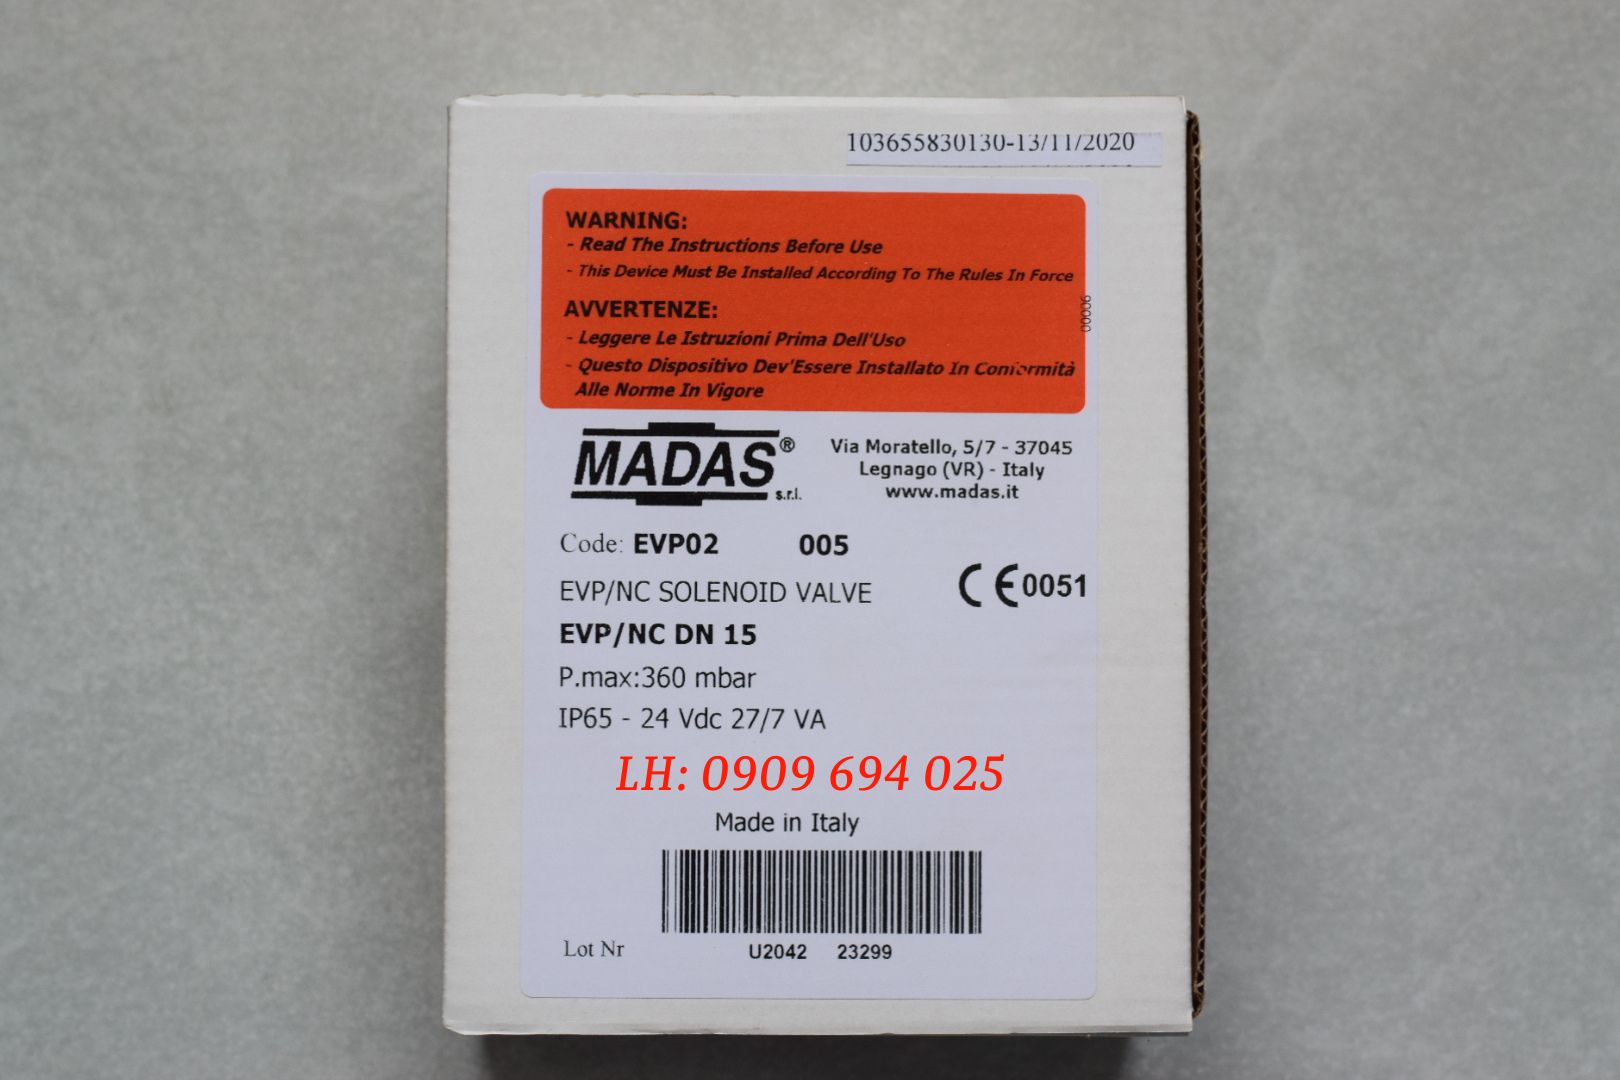 103655830130-13/11/2020
WARNING:
- Read The Instructions Before Use
- This Device Must Be Installed According To The Rules In Force
AVVERTENZE:
- Leggere Le Istruzioni Prima Dell'Uso
- Questo Dispositivo Dev'Essere Installato In Conformità
Alle Norme In Vigore
00006
MADAS® s.r.l.
Via Moratello, 5/7 - 37045
Legnago (VR) - Italy
www.madas.it
Code: EVP02 005
EVP/NC SOLENOID VALVE
CE 0051
EVP/NC DN 15
P.max:360 mbar
IP65 - 24 Vdc 27/7 VA
LH: 0909 694 025
Made in Italy
Lot Nr U2042 23299